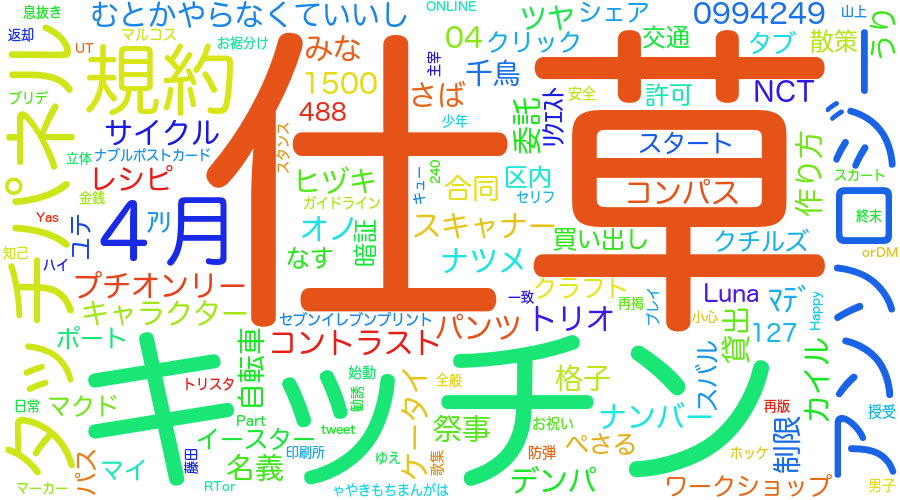 息抜き
むとかやらなくていいし
ONLINE
ツヤ
シェア
0994249
山上
うり
返却
UT
マルコス
お裾分け
みな
主宰
04
クリック
交通
タブ
散策
規約
1500
千鳥
NCT
ブリデ
488
さば
リクエスト
安全
許可
タッチパネル
サイクル
少年
委託
スタート
アンソロジー
立体
ナブルポストカード
スタンス
仕草
レシピ
ヒヅキ
キュー
240
合同
区内
コンパス
作り方
スカート
金銭
ガイドライン
セリフ
Yas
4月
アリ
ユテ
オノ
暗証
スキャナー
買い出し
クチルズ
終末
知己
ハイ
なす
ナツメ
orDM
プチオンリー
一致
クラフト
再掲
プレイ
Luna
マデ
Happy
キャラクター
セブンイレブンプリント
パンツ
トリオ
小心
127
ポート
自転車
コントラスト
貸出
スバル
カイル
キッチン
トリスタ
始動
勧誘
全般
格子
日常
マクド
Part
ケータイ
ナンバー
再版
授受
tweet
祭事
お祝い
イースター
印刷所
ぺさる
制限
パス
マイ
藤田
名義
ゆえ
歌集
防弾
ホッケ
マーカー
RTor
ゃやきもちまんがは
デンパ
ワークショップ
男子